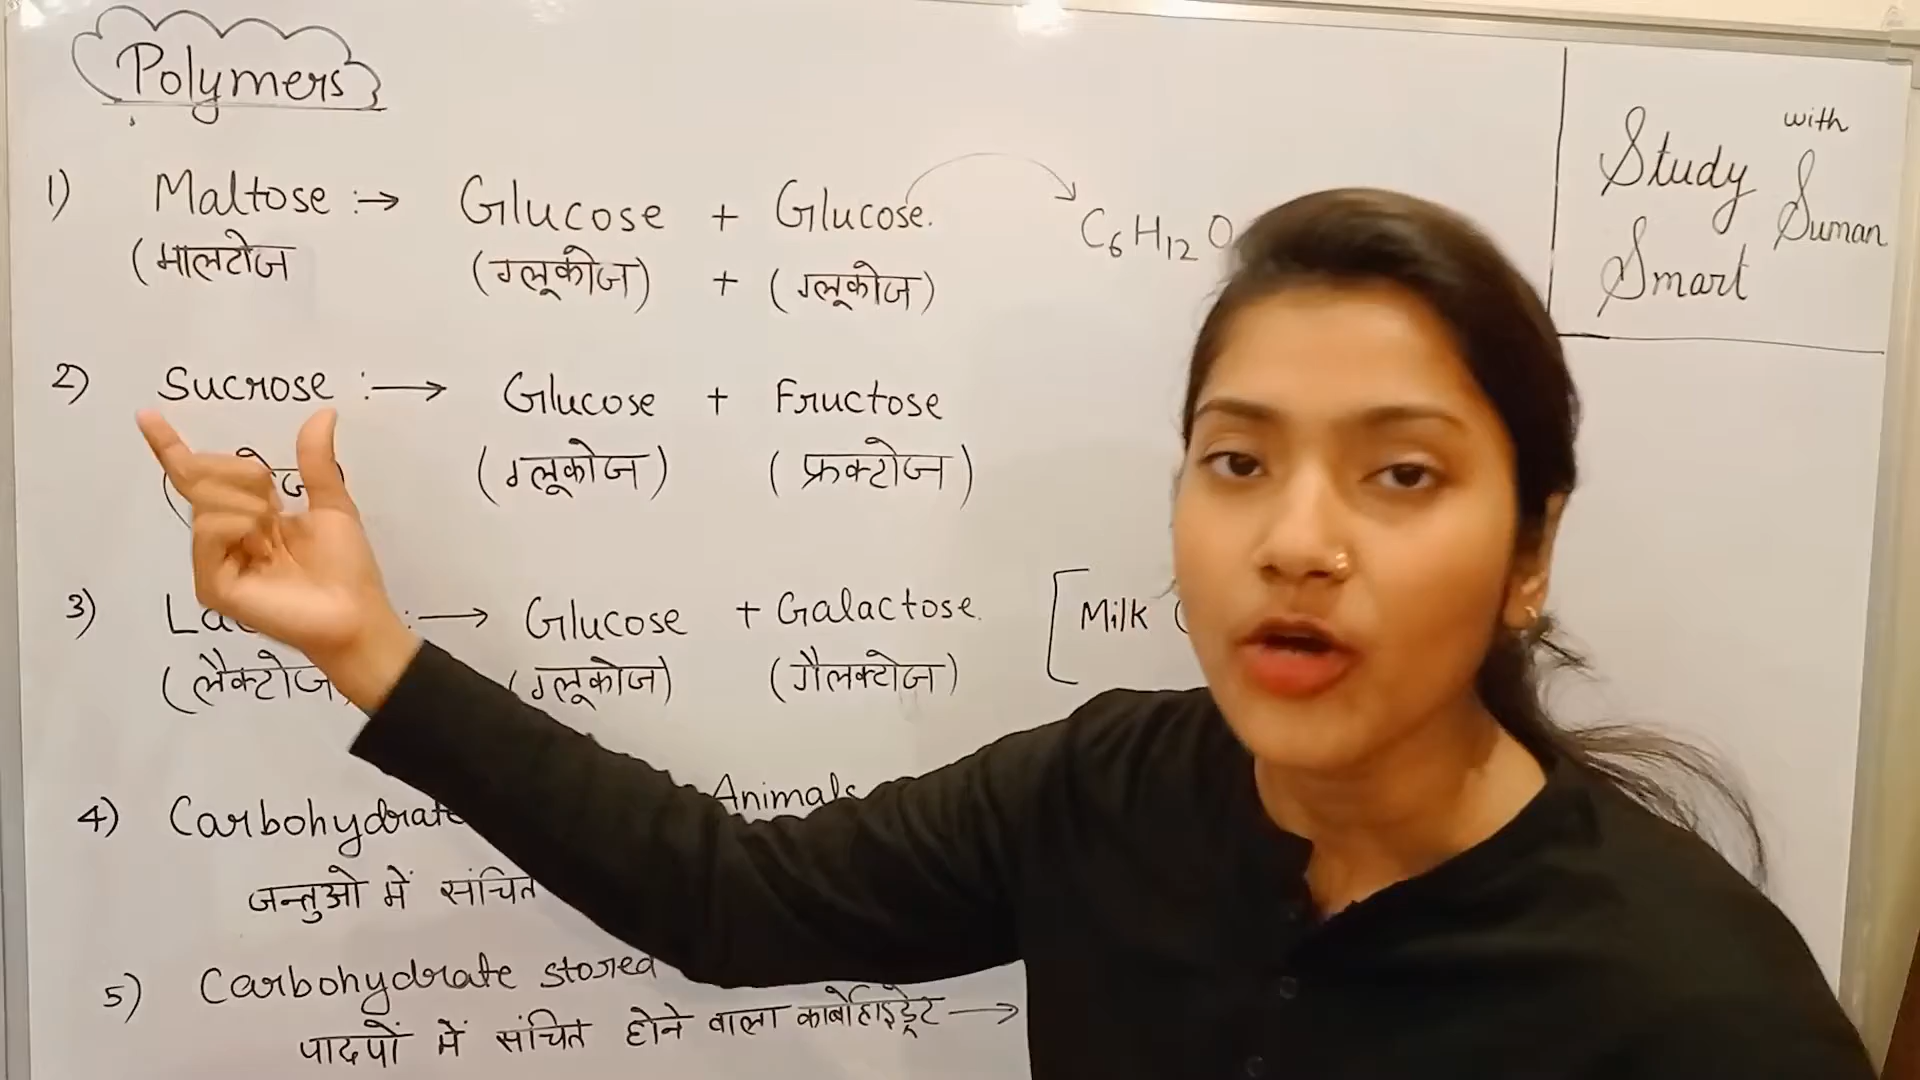 Polymers
with
Study Suman
Smart
1) Maltose :→ Glucose + Glucose. C6H12O
(मालटोज (ग्लूकोज) + (ग्लूकोज)
2) Sucrose :→ Glucose + Fructose
(ग्लूकोज) (फ्रक्टोज)
3) :→ Glucose + Galactose. [Milk
(लैक्टोज (ग्लूकोज) (गैलक्टोज)
4) Carbohydrate Animals
जन्तुओ में संचित
5) Carbohydrate stored
पादपों में संचित होने वाला कार्बोहाइड्रेट →